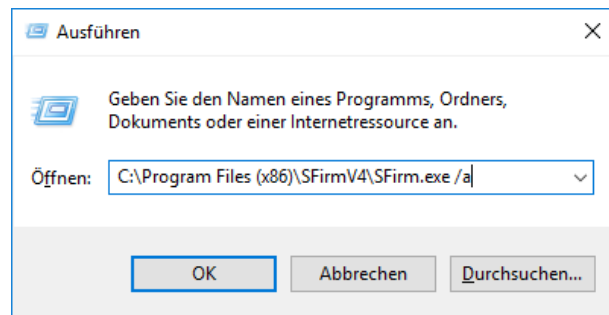 Ausführen
Geben Sie den Namen eines Programms, Ordners,
Dokuments oder einer Internetressource an.
Öffnen: C:\Program Files (x86)\SFirmV4\SFirm.exe /a
OK Abbrechen Durchsuchen...